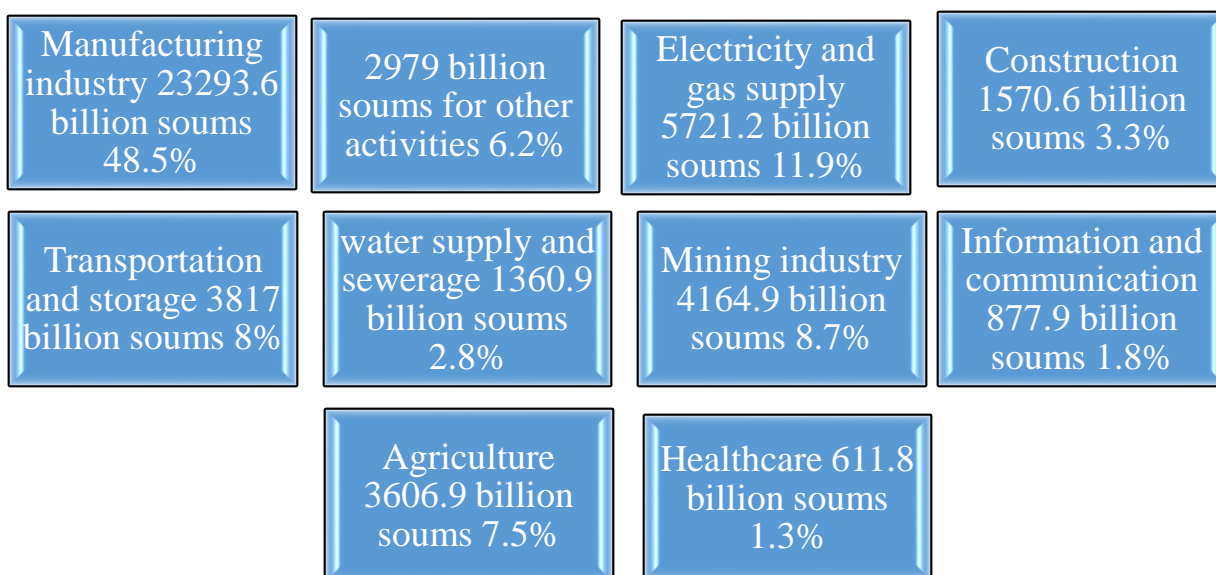 Manufacturing
industry 23293.6
billion soums
48.5%
2979 billion
soums for other
activities 6.2%
Electricity and
gas supply
5721.2 billion
soums 11.9%
Construction
1570.6 billion
soums 3.3%
Transportation
and storage 3817
billion soums 8%
water supply and
sewerage 1360.9
billion soums
2.8%
Mining industry
4164.9 billion
soums 8.7%
Information and
communication
877.9 billion
soums 1.8%
Agriculture
3606.9 billion
soums 7.5%
Healthcare 611.8
billion soums
1.3%